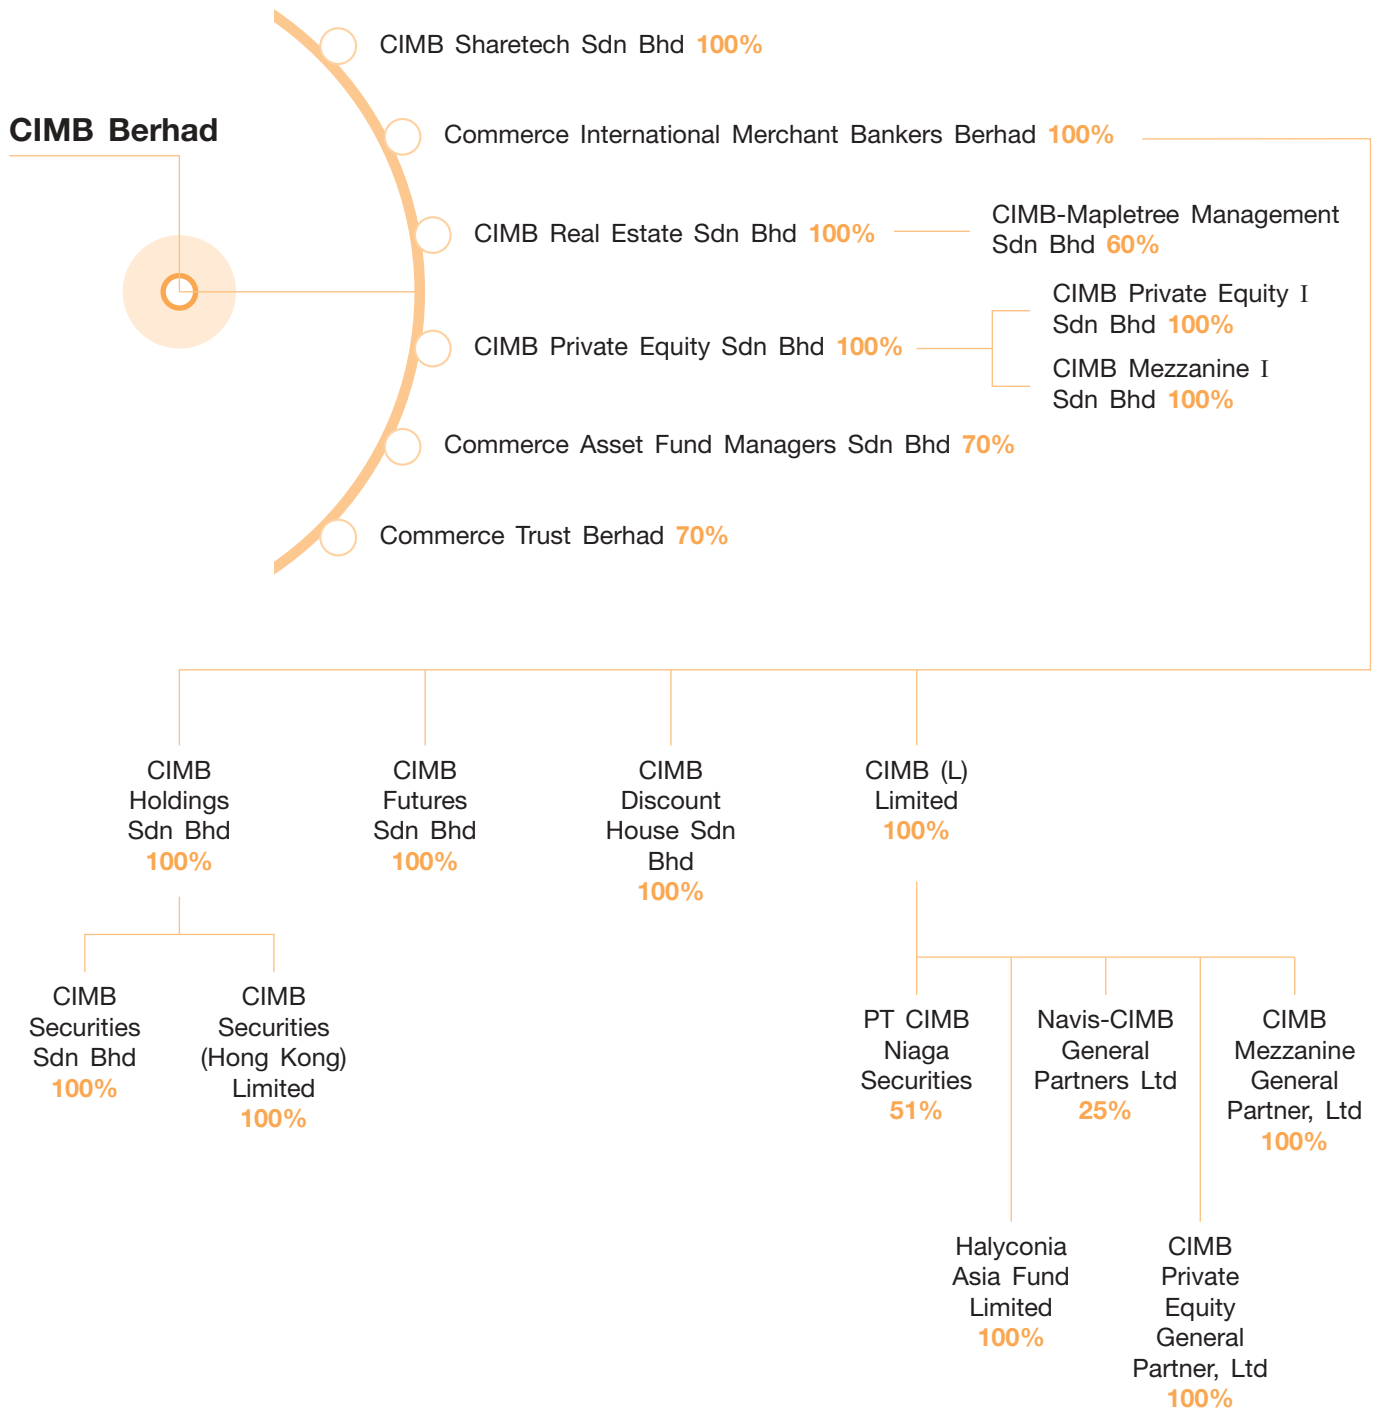 CIMB Berhad
CIMB Sharetech Sdn Bhd 100%
Commerce International Merchant Bankers Berhad 100%
CIMB Real Estate Sdn Bhd 100%
CIMB-Mapletree Management
Sdn Bhd 60%
CIMB Private Equity Sdn Bhd 100%
CIMB Private Equity I
Sdn Bhd 100%
CIMB Mezzanine I
Sdn Bhd 100%
Commerce Asset Fund Managers Sdn Bhd 70%
Commerce Trust Berhad 70%
CIMB
Holdings
Sdn Bhd
100%
CIMB
Futures
Sdn Bhd
100%
CIMB
Discount
House Sdn
Bhd
100%
CIMB (L)
Limited
100%
CIMB
Securities
Sdn Bhd
100%
CIMB
Securities
(Hong Kong)
Limited
100%
PT CIMB
Niaga
Securities
51%
Navis-CIMB
General
Partners Ltd
25%
CIMB
Mezzanine
General
Partner, Ltd
100%
Halyconia
Asia Fund
Limited
100%
CIMB
Private
Equity
General
Partner, Ltd
100%